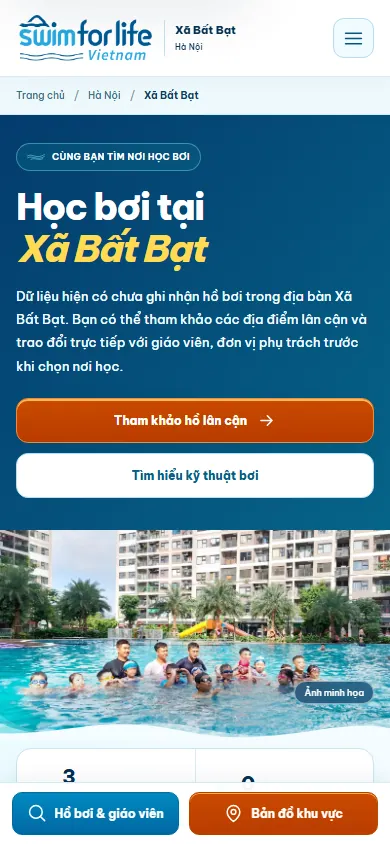 swimforlife
Vietnam
Xã Bất Bạt
Hà Nội
Trang chủ / Hà Nội / Xã Bất Bạt
CÙNG BẠN TÌM NƠI HỌC BƠI
Học bơi tại
Xã Bất Bạt
Dữ liệu hiện có chưa ghi nhận hồ bơi trong địa bàn Xã
Bất Bạt. Bạn có thể tham khảo các địa điểm lân cận và
trao đổi trực tiếp với giáo viên, đơn vị phụ trách trước
khi chọn nơi học.
Tham khảo hồ lân cận →
Tìm hiểu kỹ thuật bơi
Ảnh minh họa
3
Hồ bơi & giáo viên
Bản đồ khu vực